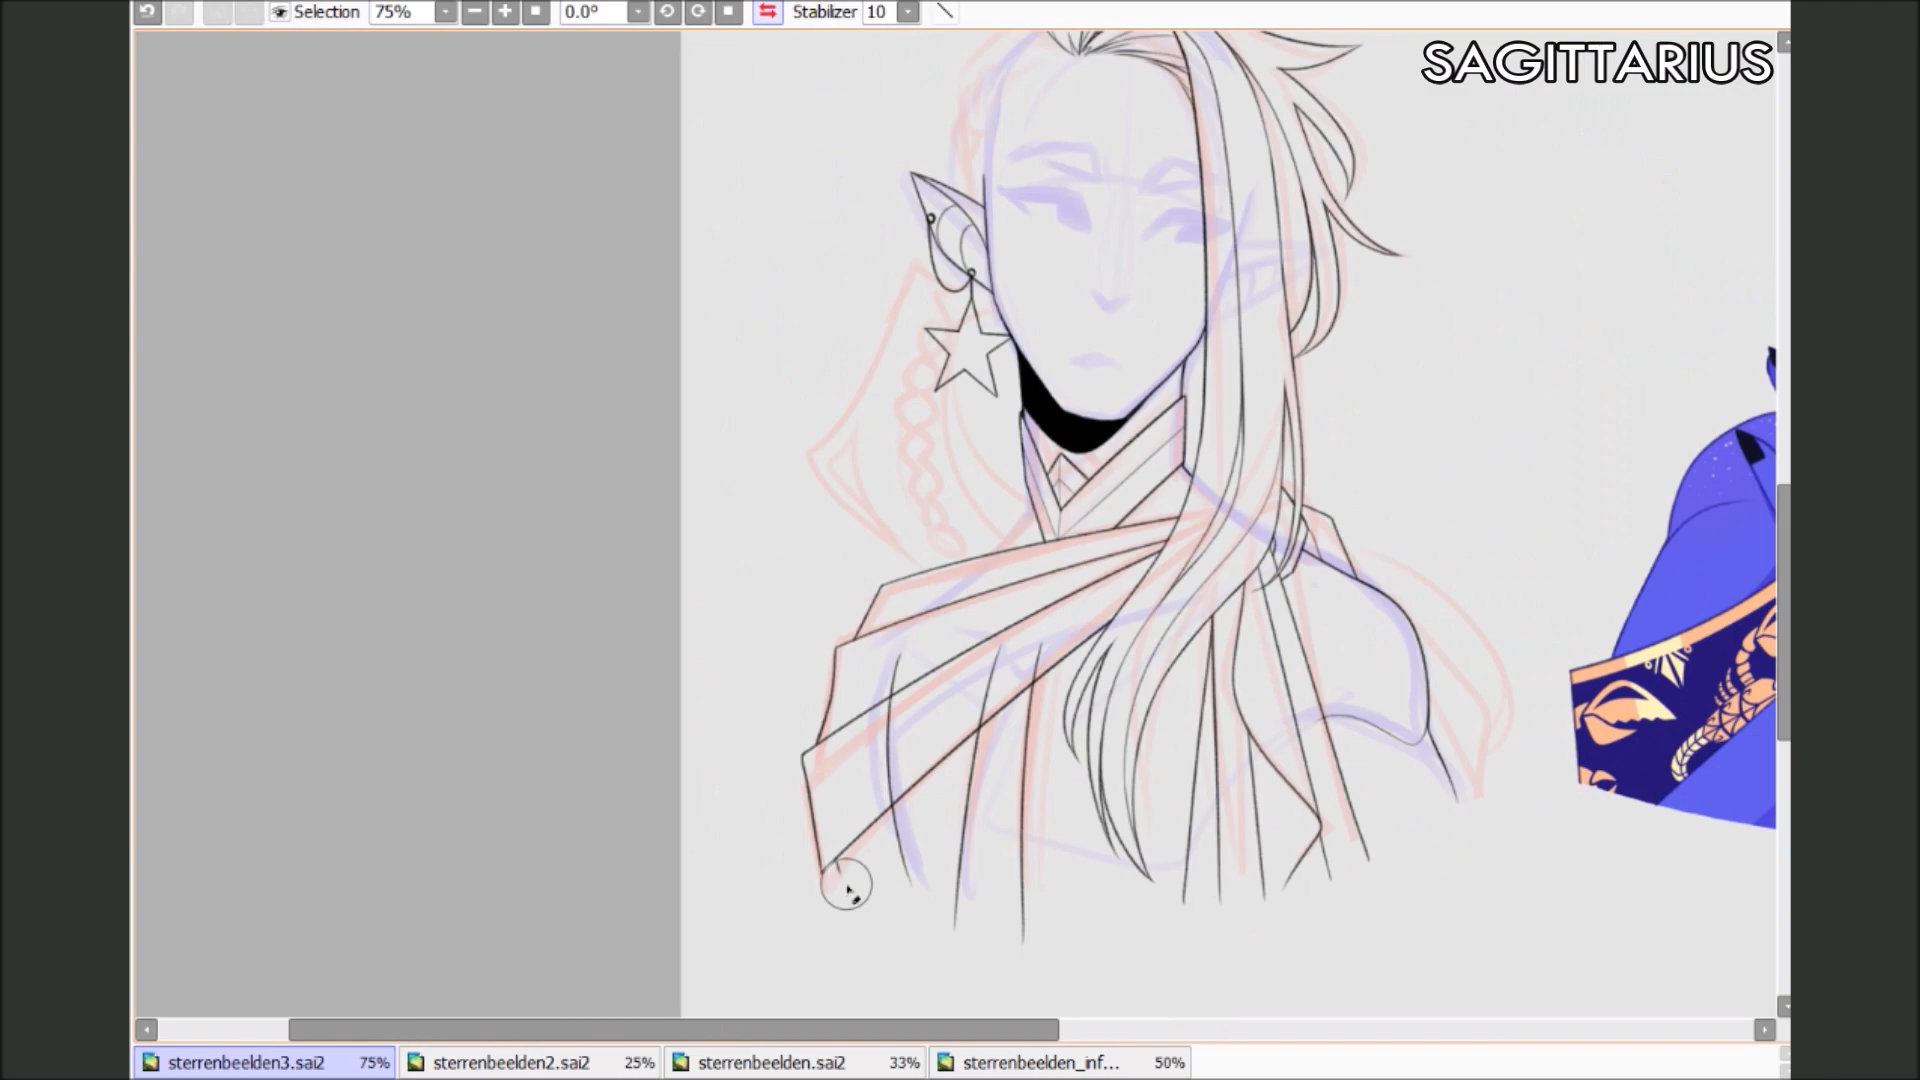 Selection 75% 0.0° Stabilizer 10
SAGITTARIUS
sterrenbeelden3.sai2 75% sterrenbeelden2.sai2 25% sterrenbeelden.sai2 33% sterrenbeelden_inf... 50%